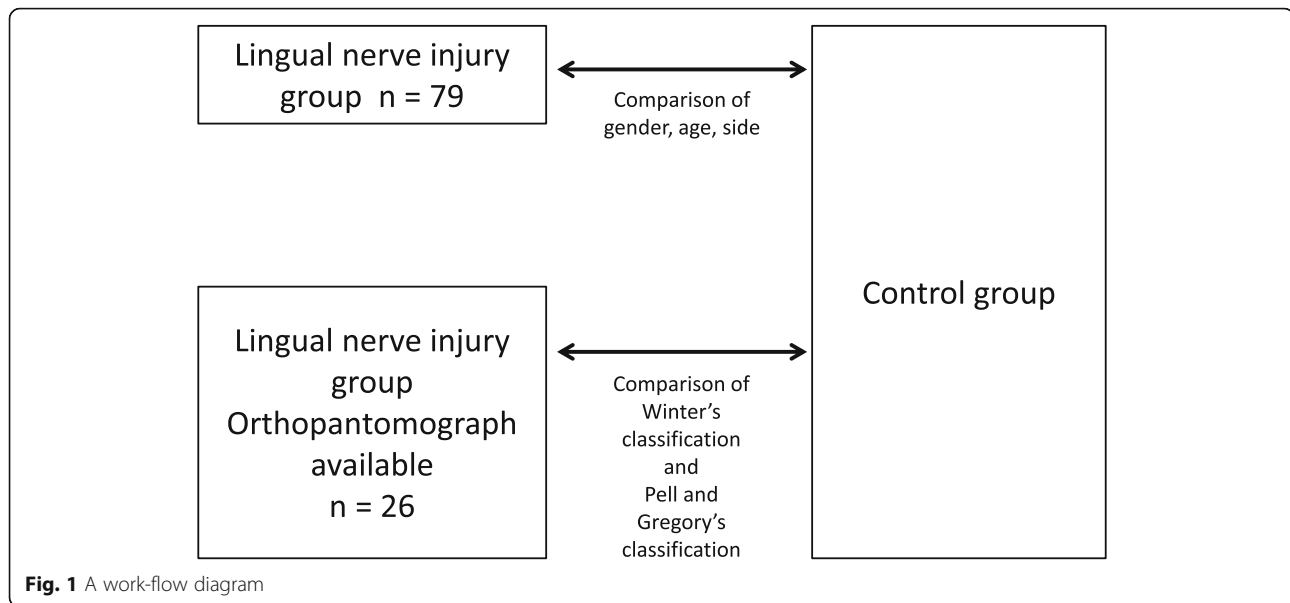 Lingual nerve injury
group n = 79
Comparison of
gender, age, side
Control group
Lingual nerve injury
group
Orthopantomograph
available
n = 26
Comparison of
Winter’s
classification
and
Pell and
Gregory’s
classification
Fig. 1 A work-flow diagram